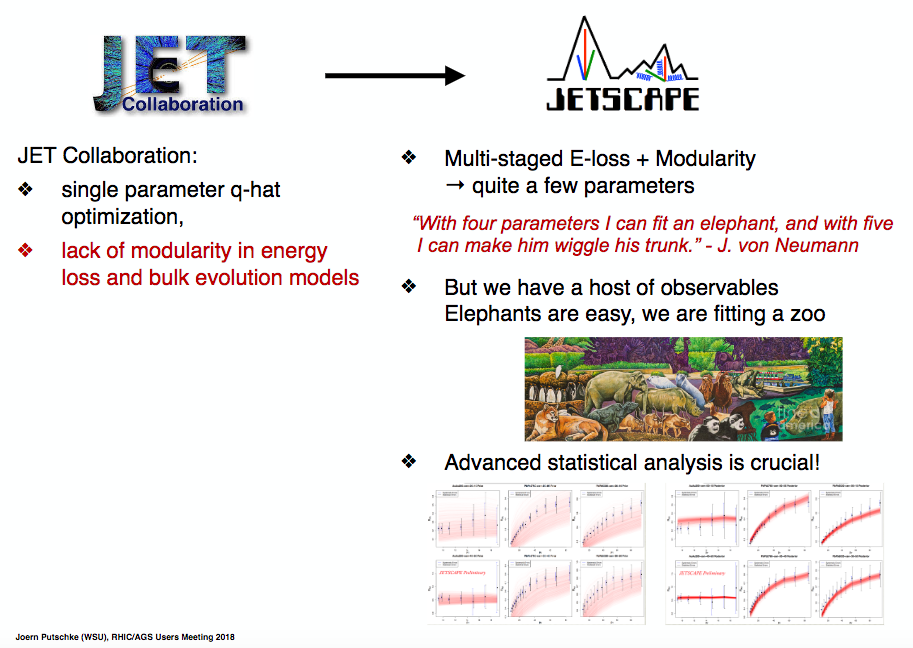 JET
Collaboration
JETSCAPE
JET Collaboration:
❖ single parameter q-hat
optimization,
❖ lack of modularity in energy
loss and bulk evolution models
❖ Multi-staged E-loss + Modularity
→ quite a few parameters
“With four parameters I can fit an elephant, and with five
I can make him wiggle his trunk.” - J. von Neumann
❖ But we have a host of observables
Elephants are easy, we are fitting a zoo
❖ Advanced statistical analysis is crucial!
JETSCAPE Preliminary
JETSCAPE Preliminary
Joern Putschke (WSU), RHIC/AGS Users Meeting 2018